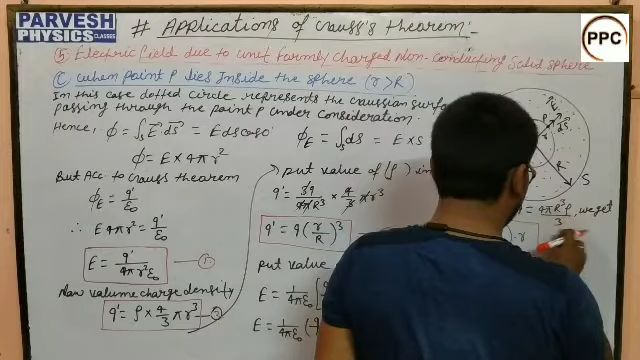 PARVESH
PHYSICS CLASSES
# Applications of Gauss's theorem:-
PPC
⑤ Electric field due to uniformly charged Non-conducting Solid sphere
Ⓒ when point P lies Inside the sphere (r>R)
In this case dotted circle represents the Gaussian surfa
passing through the point P under consideration.
Hence, ϕ = ∫S E⃗.ds⃗ = E ds cos0° ϕE = ∫S ds = E × S
ϕ = E × 4πr²
But Acc to Gauss theorem
ϕE = q'/ε0
∴ E 4πr² = q'/ε0
E = q'/4πr²ε0
Now volume charge density
q' = ρ × 4/3 πr³
put value of (ρ) in
q' = 3q/4πR³ × 4/3 πr³
q' = q (r/R)³
put value
E = 1/4πε0
E = 1/4πε0
E
P
ds
r
R
S
= 4πR³ρ/3, we get
r